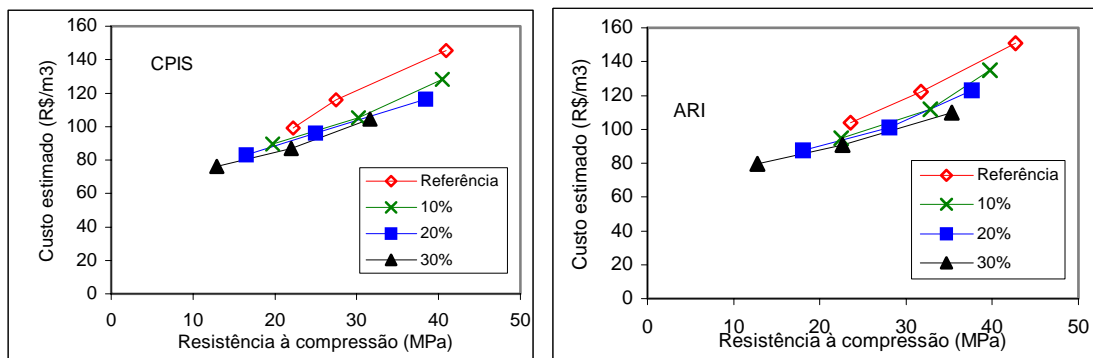 Custo estimado (R$/m3)
160
140
120
100
80
60
40
20
0
CPIS
Referência
10%
20%
30%
0 10 20 30 40 50
Resistência à compressão (MPa)
Custo estimado (R$/m3)
160
140
120
100
80
60
40
20
0
ARI
Referência
10%
20%
30%
0 10 20 30 40 50
Resistência à compressão (MPa)